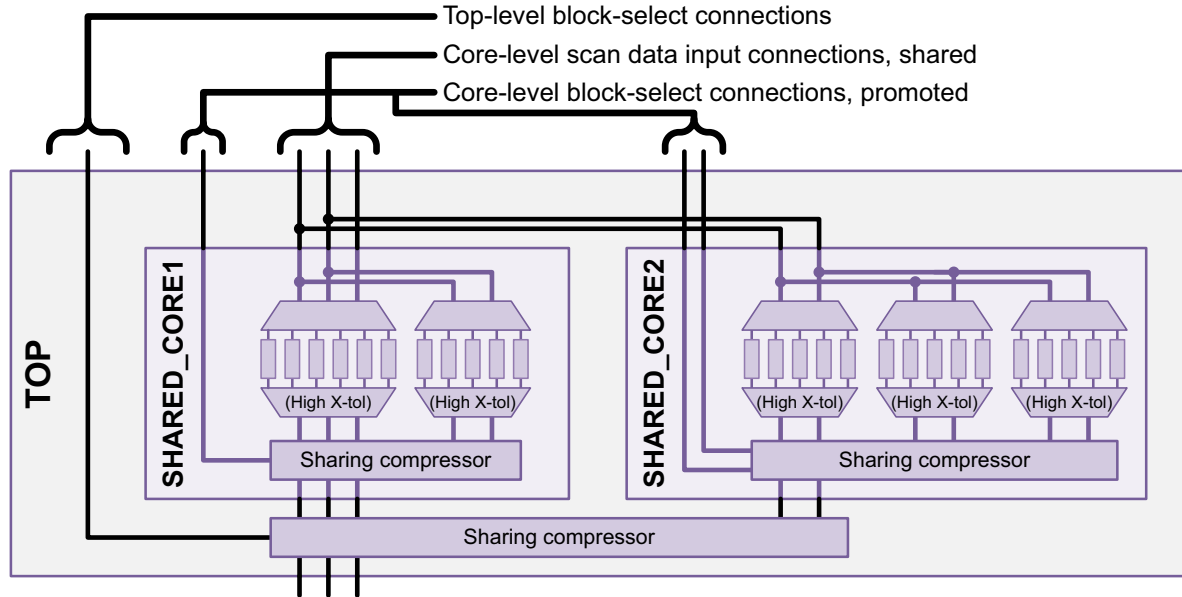 Top-level block-select connections
Core-level scan data input connections, shared
Core-level block-select connections, promoted
TOP
SHARED_CORE1
(High X-tol)
(High X-tol)
Sharing compressor
SHARED_CORE2
(High X-tol)
(High X-tol)
(High X-tol)
Sharing compressor
Sharing compressor